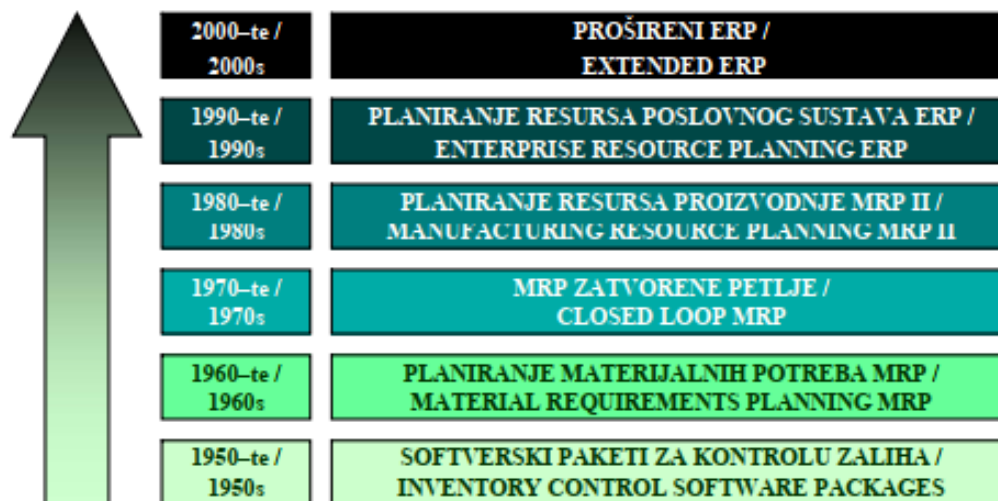 2000–te /
2000s
PROŠIRENI ERP /
EXTENDED ERP
1990–te /
1990s
PLANIRANJE RESURSA POSLOVNOG SUSTAVA ERP /
ENTERPRISE RESOURCE PLANNING ERP
1980–te /
1980s
PLANIRANJE RESURSA PROIZVODNJE MRP II /
MANUFACTURING RESOURCE PLANNING MRP II
1970–te /
1970s
MRP ZATVORENE PETLJE /
CLOSED LOOP MRP
1960–te /
1960s
PLANIRANJE MATERIJALNIH POTREBA MRP /
MATERIAL REQUIREMENTS PLANNING MRP
1950–te /
1950s
SOFTVERSKI PAKETI ZA KONTROLU ZALIHA /
INVENTORY CONTROL SOFTWARE PACKAGES